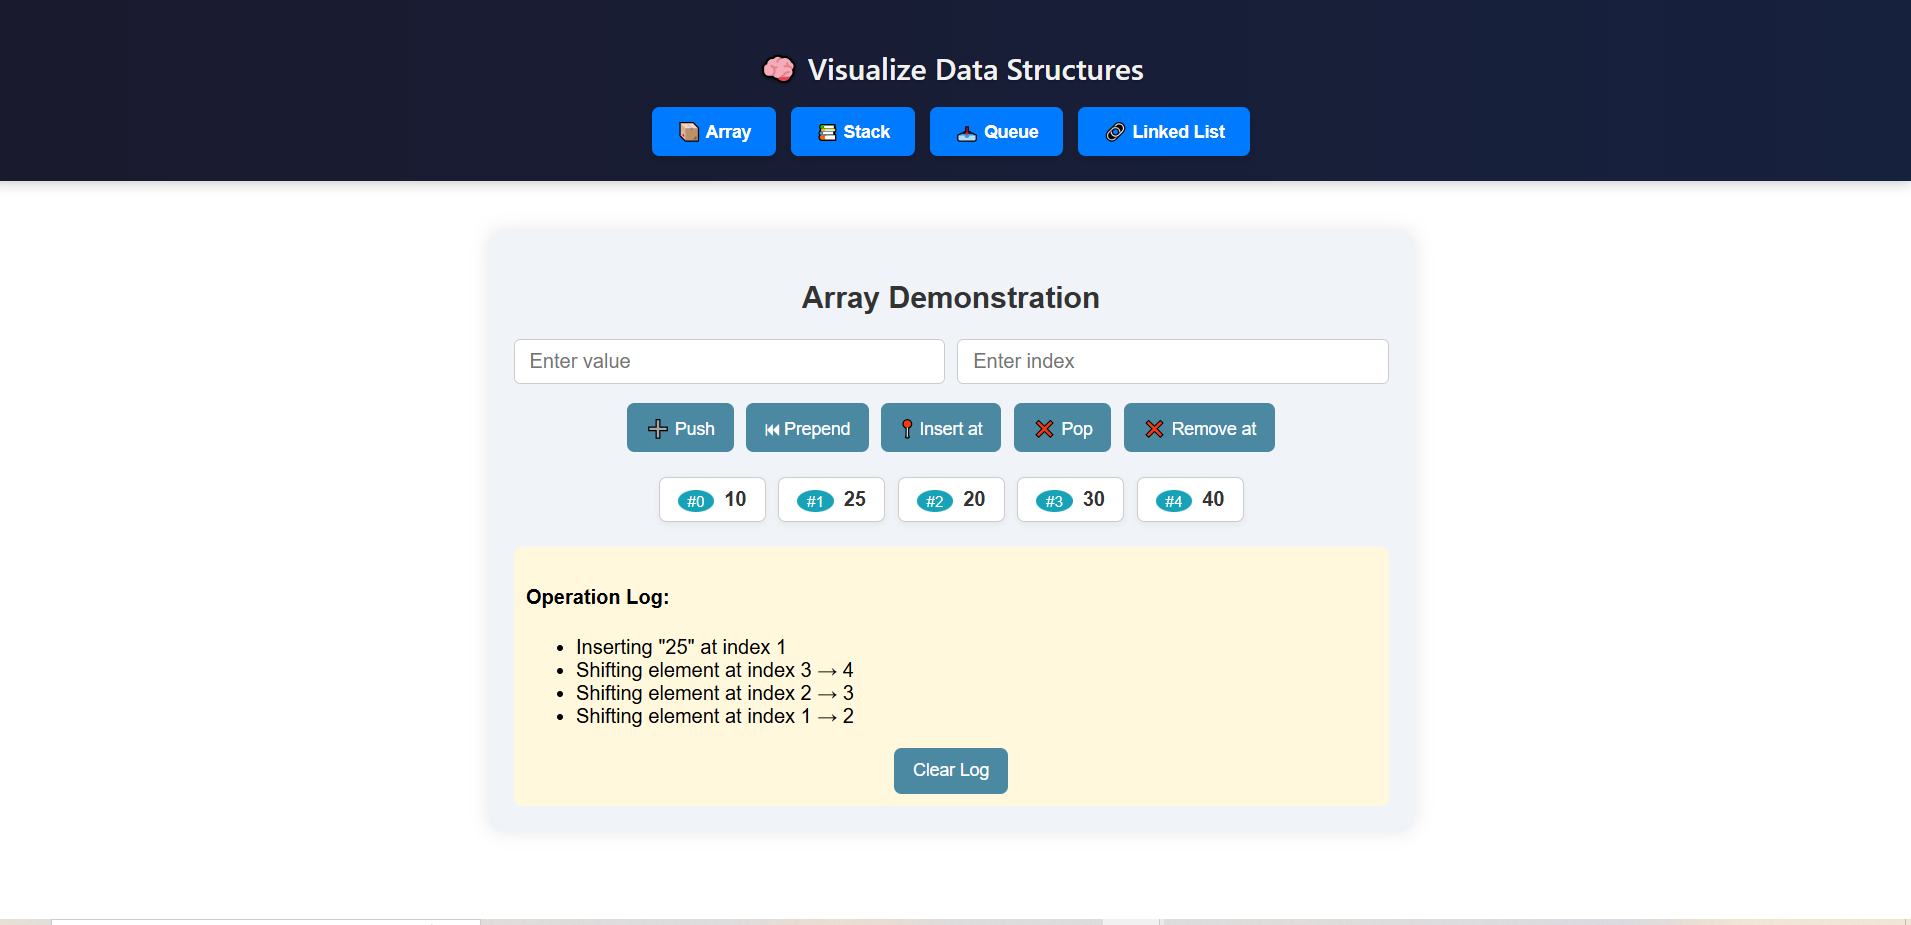 Visualize Data Structures
Array Stack Queue Linked List
Array Demonstration
Enter value Enter index
Push Prepend Insert at Pop Remove at
#0 10 #1 25 #2 20 #3 30 #4 40
Operation Log:
• Inserting "25" at index 1
• Shifting element at index 3 → 4
• Shifting element at index 2 → 3
• Shifting element at index 1 → 2
Clear Log